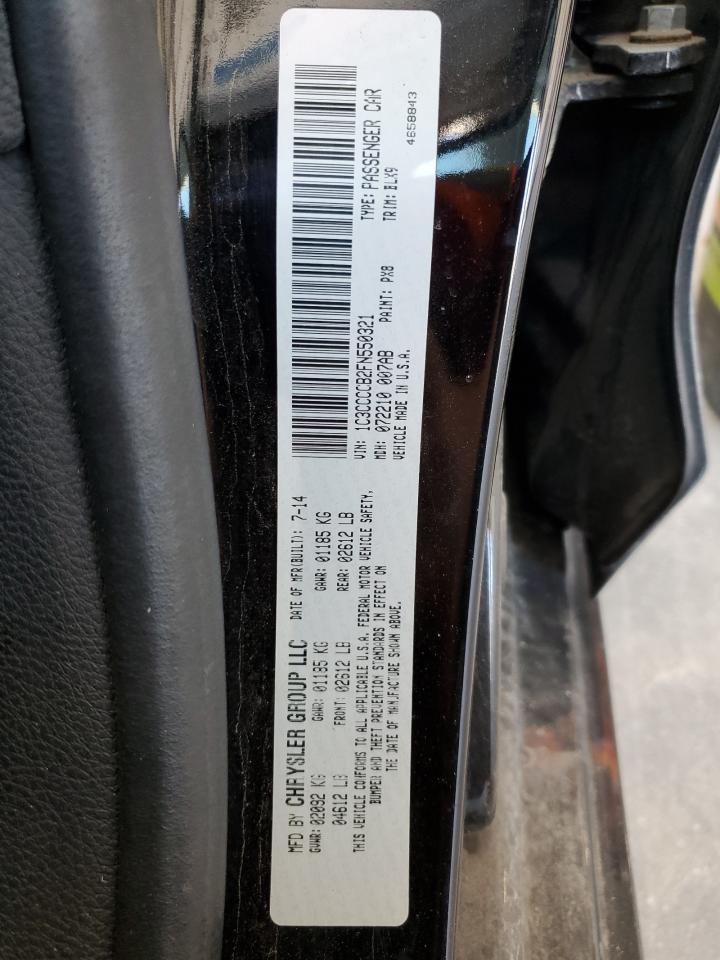 MFD BY CHRYSLER GROUP LLC DATE OF MFR(BUILT): 7-14
GVWR: 02092 KG GAWR: 01185 KG GAWR: 01185 KG
04612 LB FRONT: 02612 LB REAR: 02612 LB
THIS VEHICLE CONFORMS TO ALL APPLICABLE U.S.A. FEDERAL MOTOR VEHICLE SAFETY,
BUMPER AND THEFT PREVENTION STANDARDS IN EFFECT ON
THE DATE OF MANUFACTURE SHOWN ABOVE.
VIN: 1C3CCCCB2FN550321 TYPE: PASSENGER CAR
MDH: 072210 007AB PAINT: PX8 TRIM: BLX9
VEHICLE MADE IN U.S.A.
4658843